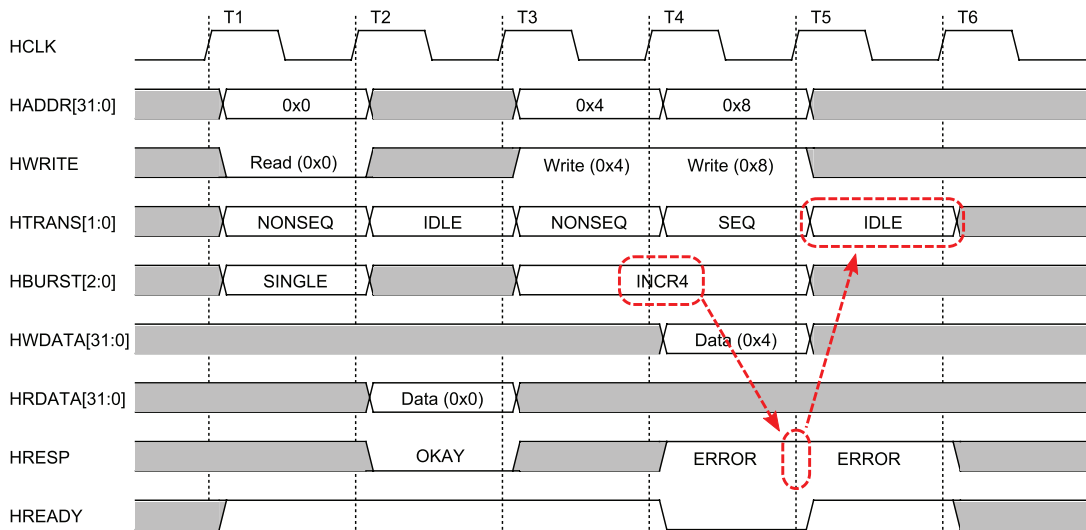 T1 T2 T3 T4 T5 T6
HCLK
HADDR[31:0] 0x0 0x4 0x8
HWRITE Read (0x0) Write (0x4) Write (0x8)
HTRANS[1:0] NONSEQ IDLE NONSEQ SEQ IDLE
HBURST[2:0] SINGLE INCR4
HWDATA[31:0] Data (0x4)
HRDATA[31:0] Data (0x0)
HRESP OKAY ERROR ERROR
HREADY